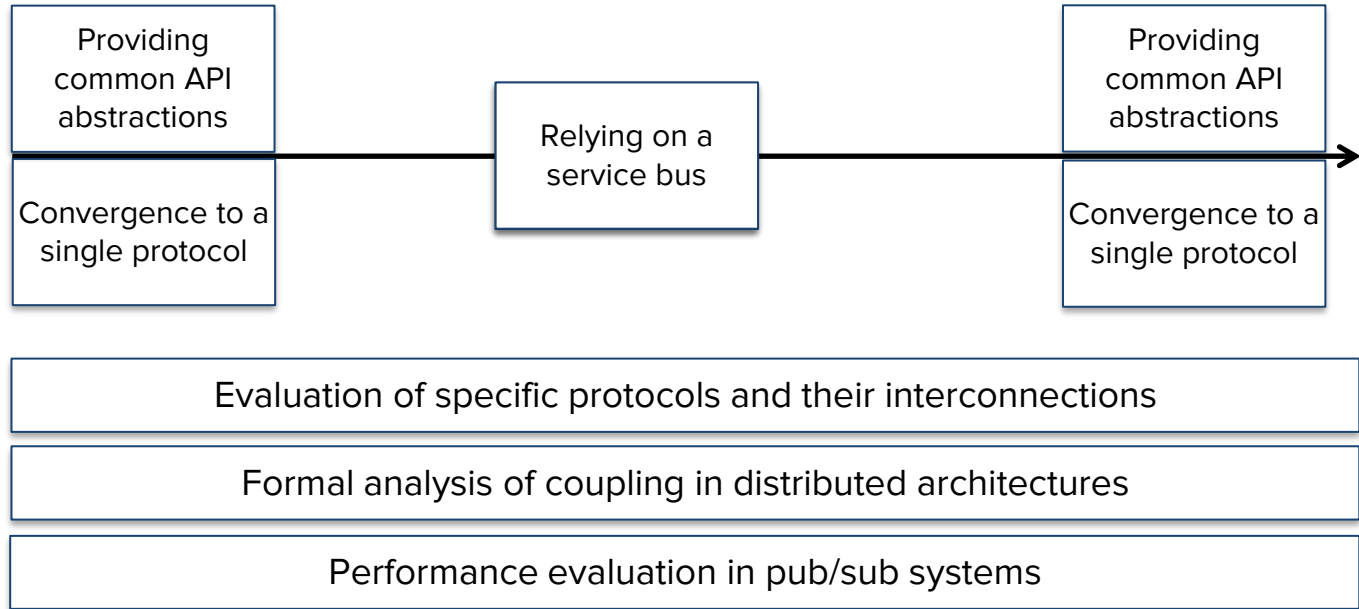 Providing
common API
abstractions
Convergence to a
single protocol
Relying on a
service bus
Providing
common API
abstractions
Convergence to a
single protocol
Evaluation of specific protocols and their interconnections
Formal analysis of coupling in distributed architectures
Performance evaluation in pub/sub systems